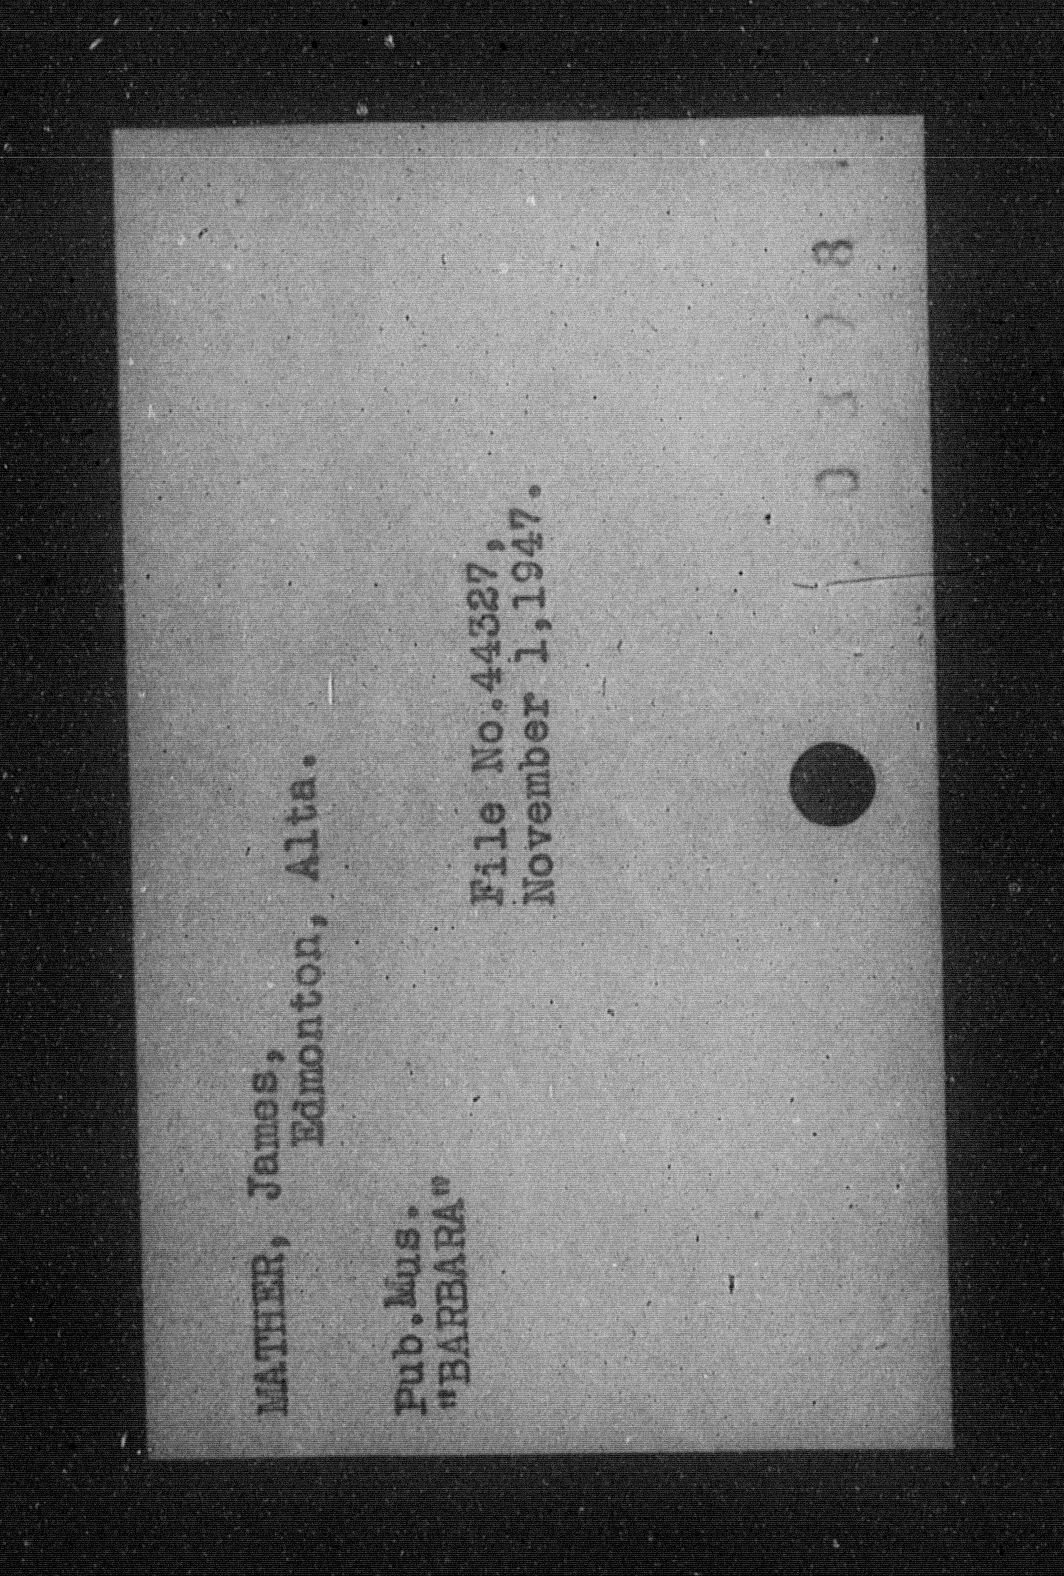 MATHER, James,
Edmonton, Alta.
Pub.Mus.
"BARBARA"
File No.44327,
November 1,1947.